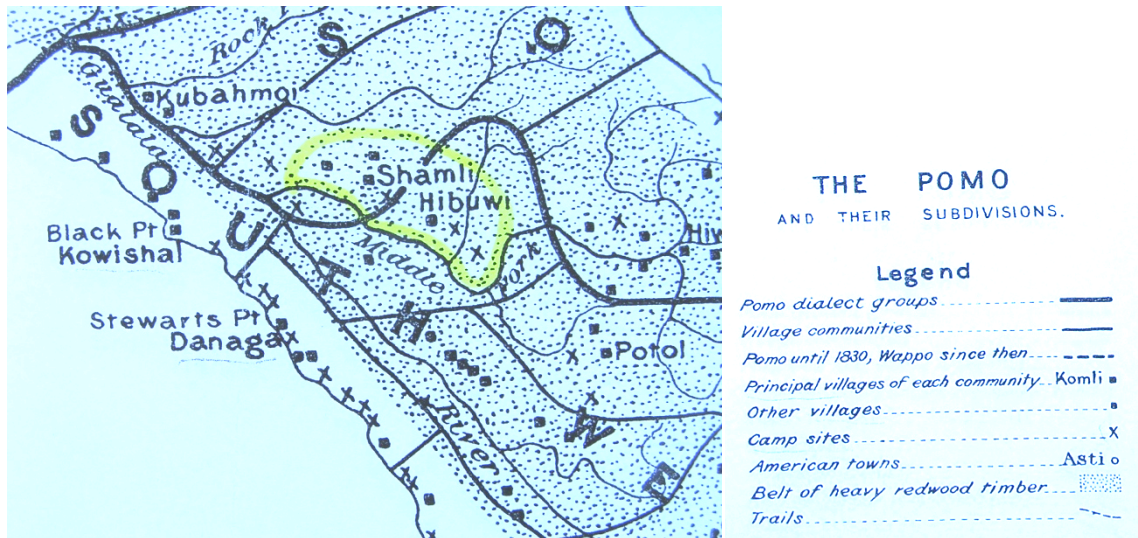 Rock
S
O
Gualala
Kubahmoi
S
O
U
T
H
W
E
Shamli
Hibuwi
Black Pt
Kowishal
Middle
Fork
Hiw
Stewarts Pt
Danaga
Potol
River
THE POMO
AND THEIR SUBDIVISIONS.
Legend
Pomo dialect groups
Village communities
Pomo until 1830, Wappo since then
Principal villages of each community Komli
Other villages
Camp sites X
American towns Asti o
Belt of heavy redwood timber
Trails